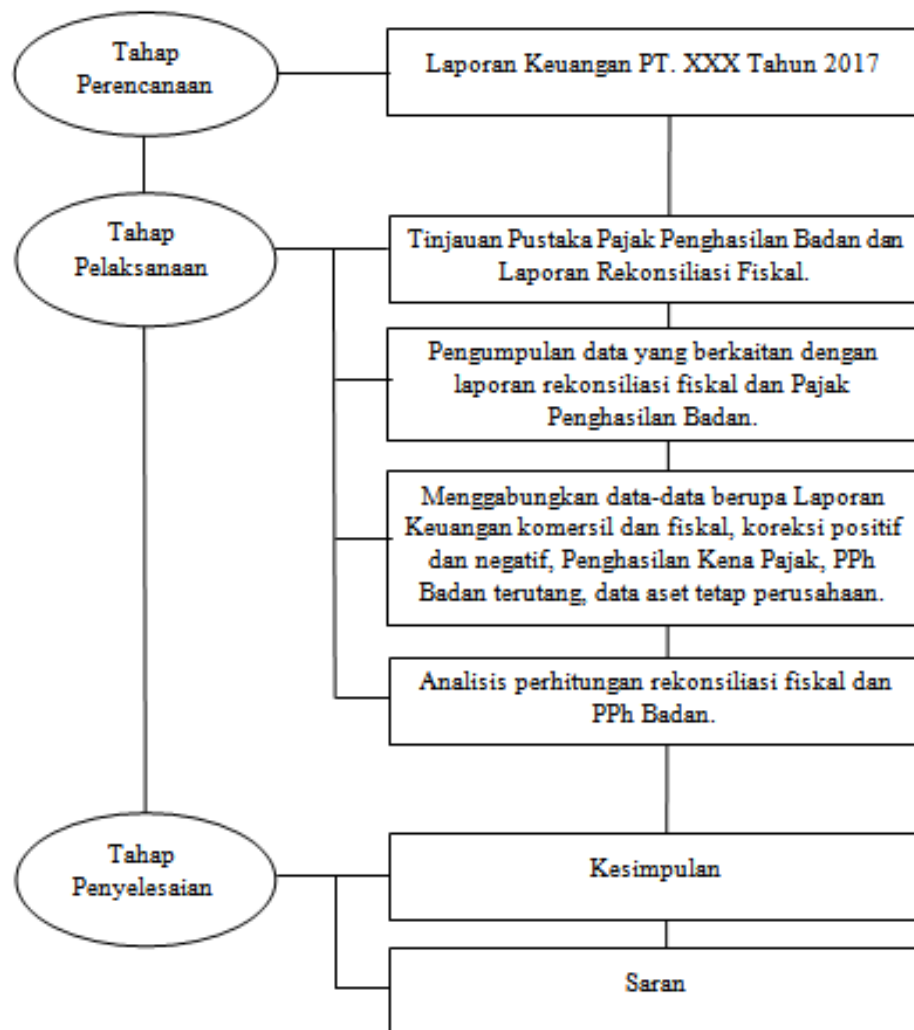 Tahap
Perencanaan
Laporan Keuangan PT. XXX Tahun 2017
Tahap
Pelaksanaan
Tinjauan Pustaka Pajak Penghasilan Badan dan
Laporan Rekonsiliasi Fiskal.
Pengumpulan data yang berkaitan dengan
laporan rekonsiliasi fiskal dan Pajak
Penghasilan Badan.
Menggabungkan data-data berupa Laporan
Keuangan komersil dan fiskal, koreksi positif
dan negatif, Penghasilan Kena Pajak, PPh
Badan terutang, data aset tetap perusahaan.
Analisis perhitungan rekonsiliasi fiskal dan
PPh Badan.
Tahap
Penyelesaian
Kesimpulan
Saran